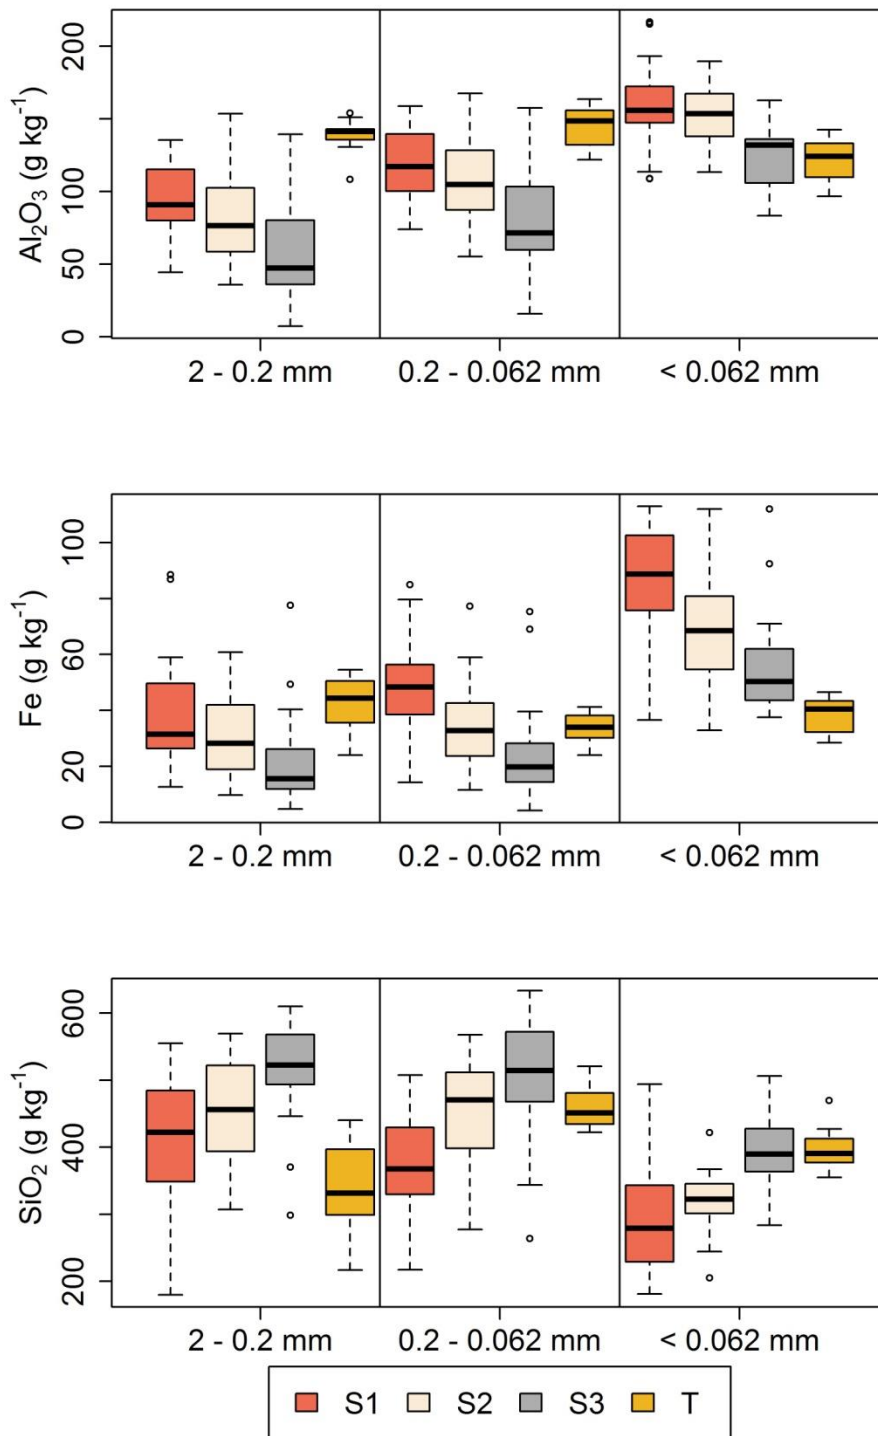 Al₂O₃ (g kg⁻¹)
200
100
50
0
2 - 0.2 mm
0.2 - 0.062 mm
< 0.062 mm
Fe (g kg⁻¹)
100
60
20
0
2 - 0.2 mm
0.2 - 0.062 mm
< 0.062 mm
SiO₂ (g kg⁻¹)
600
400
200
2 - 0.2 mm
0.2 - 0.062 mm
< 0.062 mm
S1 S2 S3 T